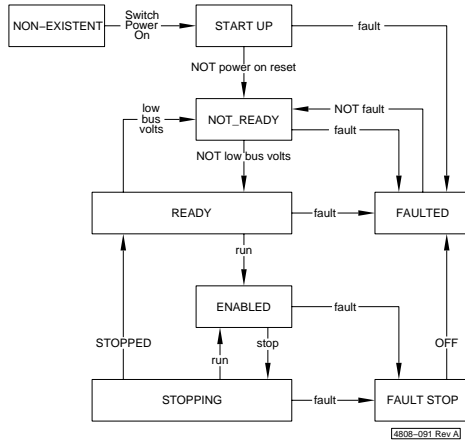 NON-EXISTENT
Switch
Power
On
START UP
fault
NOT power on reset
low
bus
volts
NOT_READY
NOT fault
fault
NOT low bus volts
READY
fault
FAULTED
run
ENABLED
fault
STOPPED
run
stop
OFF
STOPPING
fault
FAULT STOP
4808-091 Rev A